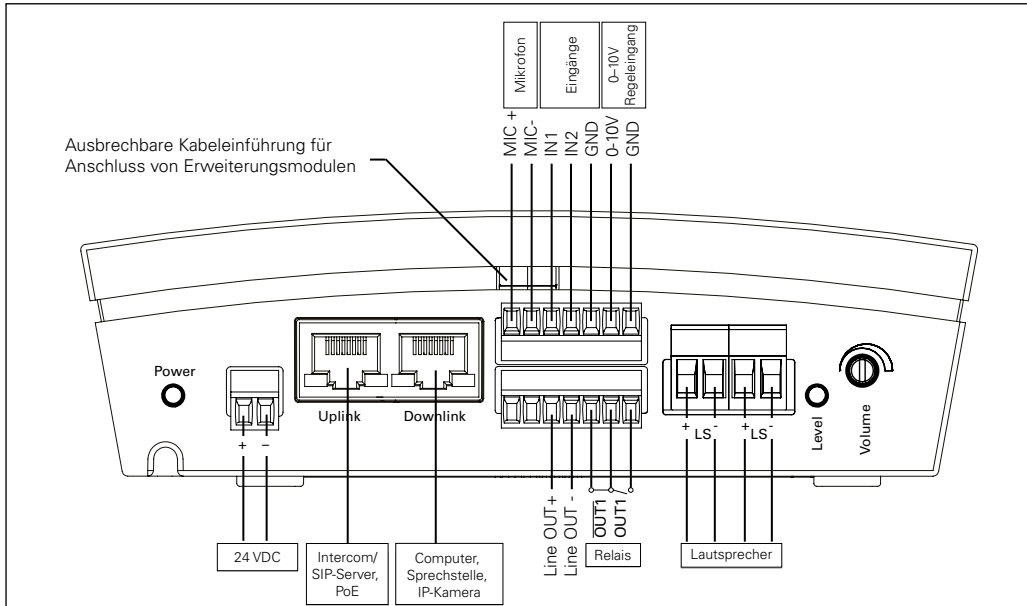 Mikrofon
Eingänge
0–10V
Regeleingang
MIC +
MIC-
IN1
IN2
GND
0-10V
GND
Ausbrechbare Kabeleinführung für
Anschluss von Erweiterungsmodulen
Power
Uplink
Downlink
+ –
+ LS -
+ LS -
Level
Volume
Line OUT+
Line OUT -
OUT1
OUT1
24 VDC
Intercom/
SIP-Server,
PoE
Computer,
Sprechstelle,
IP-Kamera
Relais
Lautsprecher